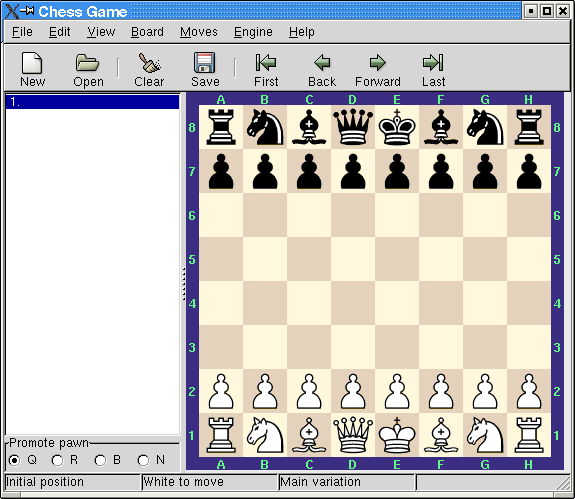 Chess Game
File Edit View Board Moves Engine Help
New Open Clear Save First Back Forward Last
1.
A B C D E F G H
8 8
7 7
6 6
5 5
4 4
3 3
2 2
1 1
A B C D E F G H
Promote pawn
Q R B N
Initial position White to move Main variation